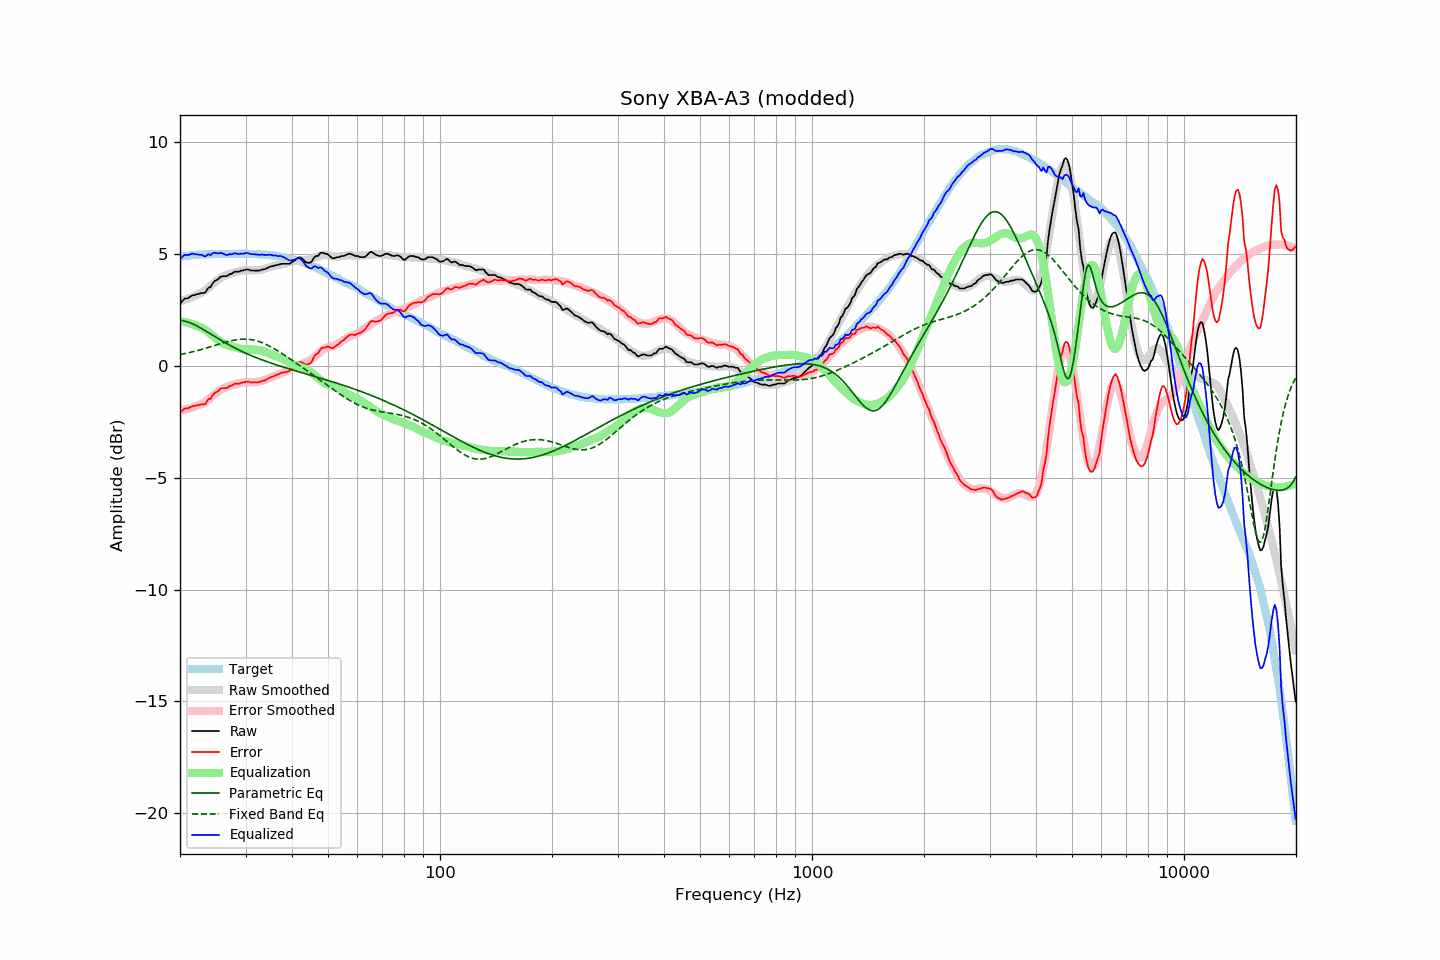 Sony XBA-A3 (modded)
10
5
0
−5
−10
−15
−20
Amplitude (dBr)
Target
Raw Smoothed
Error Smoothed
Raw
Error
Equalization
Parametric Eq
Fixed Band Eq
Equalized
100
1000
10000
Frequency (Hz)